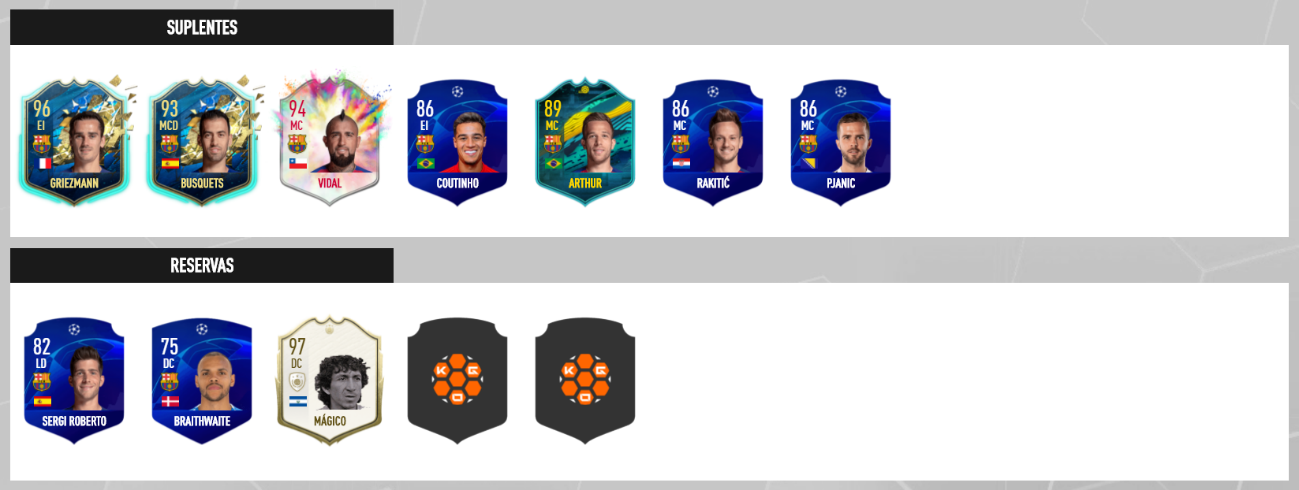 SUPLENTES
96
EI
GRIEZMANN
93
MCD
BUSQUETS
94
MC
VIDAL
86
EI
COUTINHO
89
MC
ARTHUR
86
MC
RAKITIĆ
86
MC
PJANIC
RESERVAS
82
LD
SERGI ROBERTO
75
DC
BRAITHWAITE
97
DC
MÁGICO
K G
D
K G
D